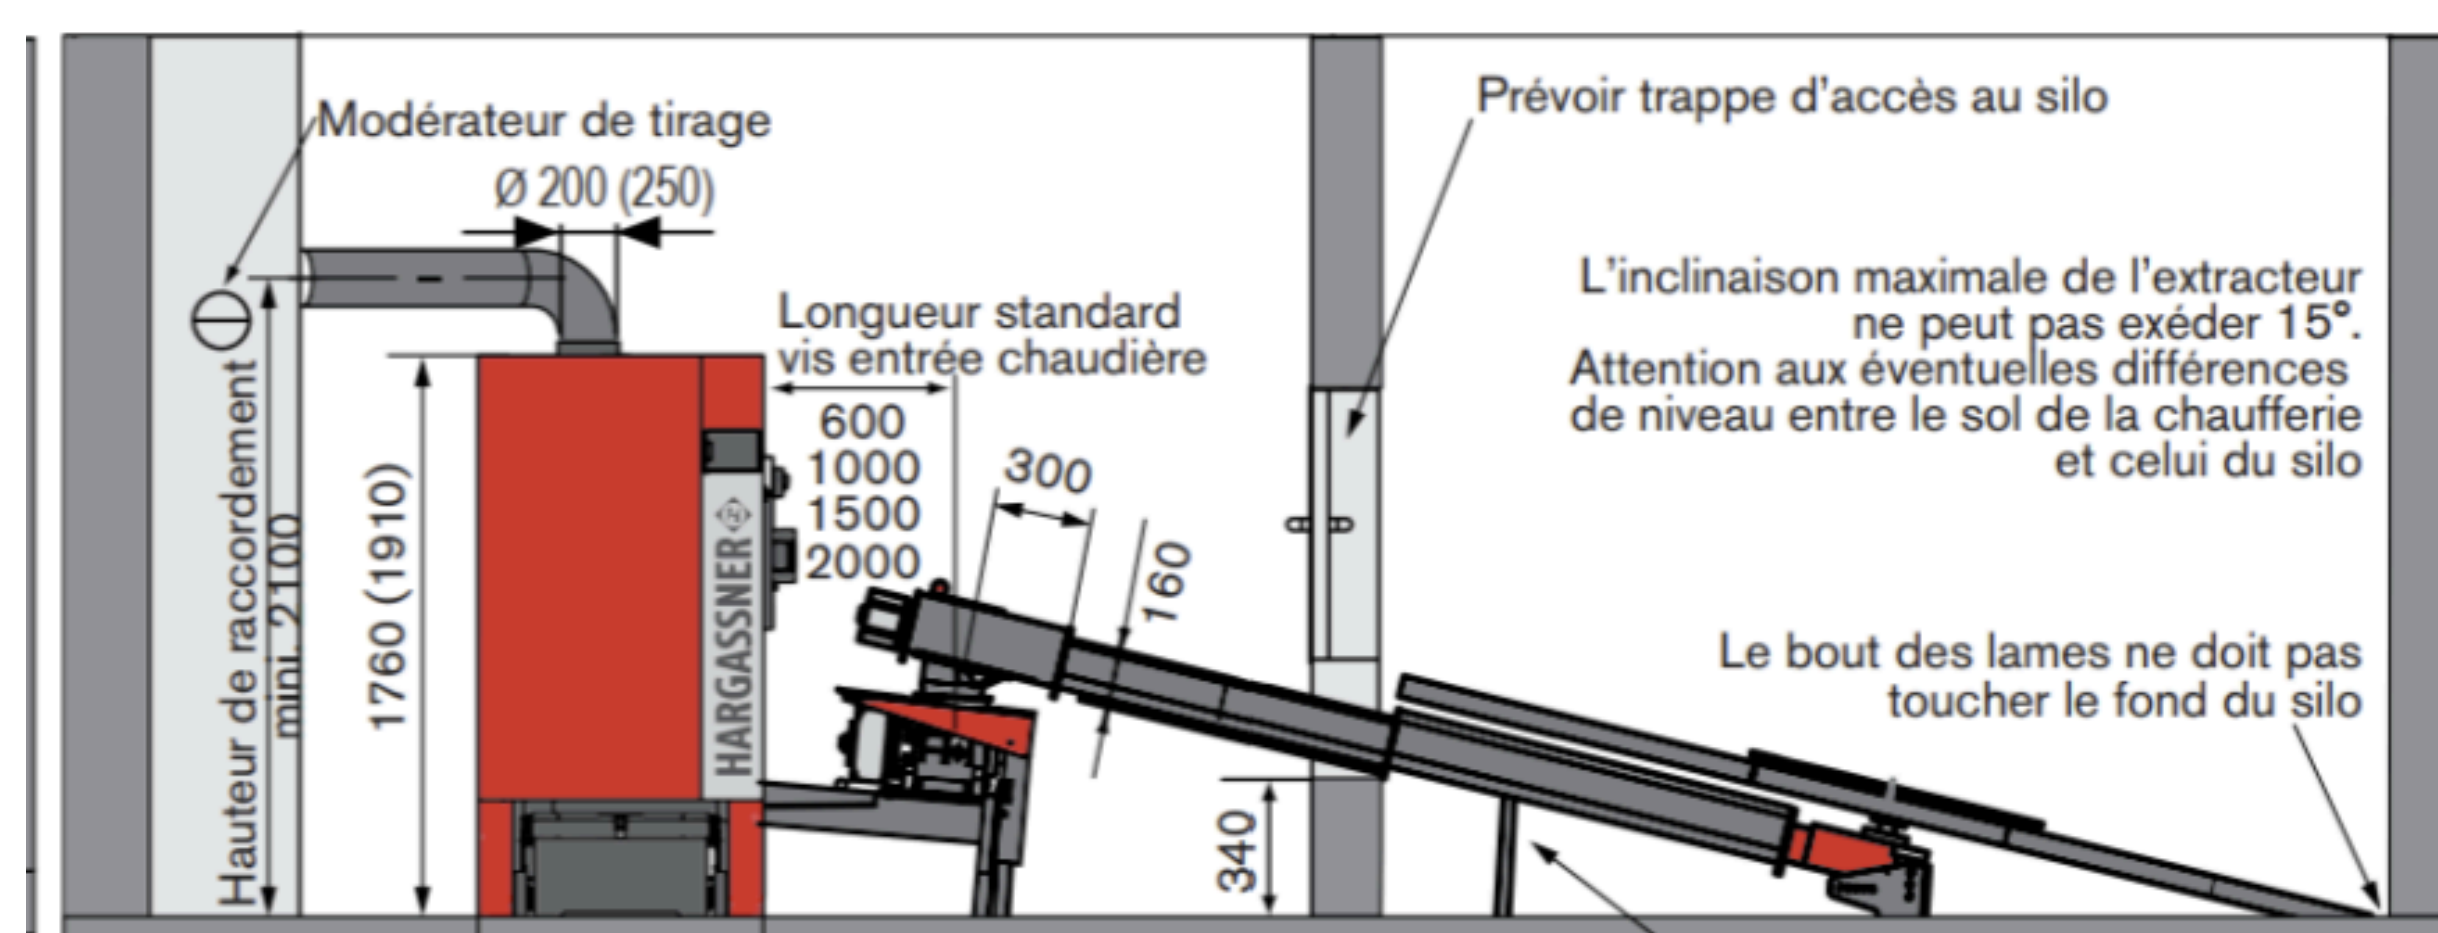 Modérateur de tirage
Ø 200 (250)
Hauteur de raccordement
mini. 2100
1760 (1910)
HARGASSNER
Longueur standard
vis entrée chaudière
600
1000
1500
2000
300
160
340
Prévoir trappe d'accès au silo
L'inclinaison maximale de l'extracteur
ne peut pas exéder 15°.
Attention aux éventuelles différences
de niveau entre le sol de la chaufferie
et celui du silo
Le bout des lames ne doit pas
toucher le fond du silo